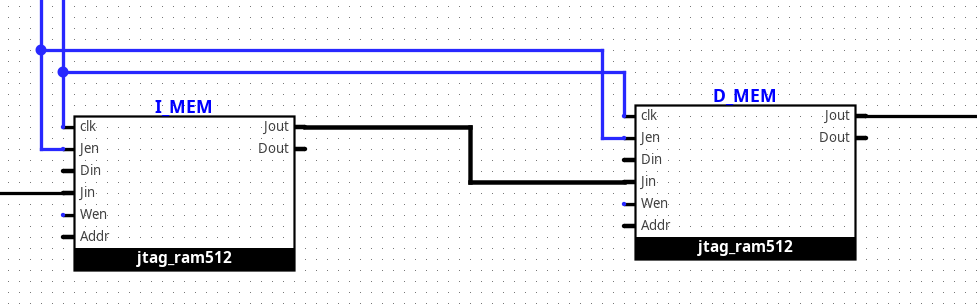 I_MEM
clk
Jen
Din
Jin
Wen
Addr
Jout
Dout
jtag_ram512
D_MEM
clk
Jen
Din
Jin
Wen
Addr
Jout
Dout
jtag_ram512